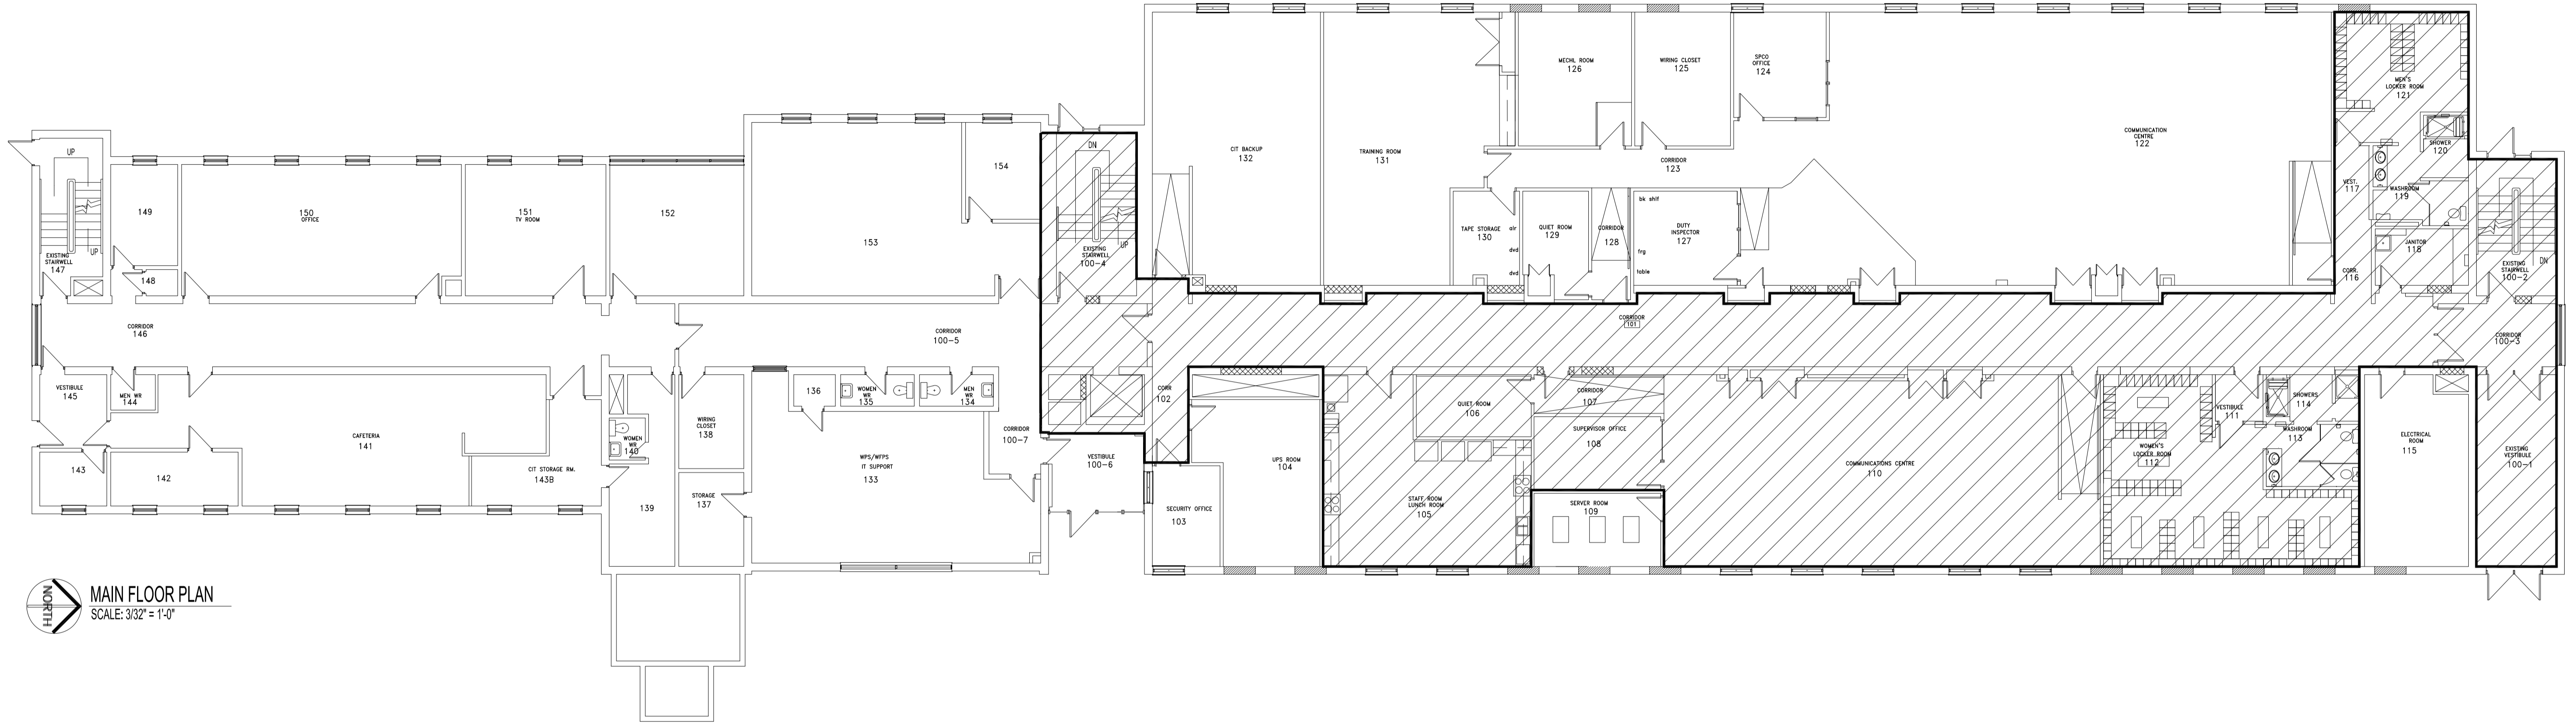 UP
EXISTING
STAIRWELL
147
UP
149
148
150
OFFICE
151
TV ROOM
152
153
154
DN
EXISTING
STAIRWELL
100-4
UP
CIT BACKUP
132
TRAINING ROOM
131
MECHL ROOM
126
WIRING CLOSET
125
SPCO
OFFICE
124
CORRIDOR
123
COMMUNICATION
CENTRE
122
MEN'S
LOCKER ROOM
121
SHOWER
120
VEST.
117
WASHROOM
119
JANITOR
118
CORR.
116
EXISTING
STAIRWELL
100-2
DN
TAPE STORAGE
130
alr
dvd
dvd
QUIET ROOM
129
CORRIDOR
128
bk shlf
DUTY
INSPECTOR
127
frg
table
CORRIDOR
146
CORRIDOR
100-5
CORRIDOR
101
CORRIDOR
100-3
VESTIBULE
145
MEN WR
144
143
142
CAFETERIA
141
CIT STORAGE RM.
143B
WOMEN
WR
140
139
WIRING
CLOSET
138
STORAGE
137
136
WOMEN
WR
135
MEN
WR
134
WPS/WFPS
IT SUPPORT
133
CORRIDOR
100-7
VESTIBULE
100-6
CORR
102
SECURITY OFFICE
103
UPS ROOM
104
STAFF ROOM
LUNCH ROOM
105
QUIET ROOM
106
CORRIDOR
107
SUPERVISOR OFFICE
108
SERVER ROOM
109
COMMUNICATIONS CENTRE
110
VESTIBULE
111
WOMEN'S
LOCKER ROOM
112
SHOWERS
114
WASHROOM
113
ELECTRICAL
ROOM
115
EXISTING
VESTIBULE
100-1
NORTH
MAIN FLOOR PLAN
SCALE: 3/32" = 1'-0"